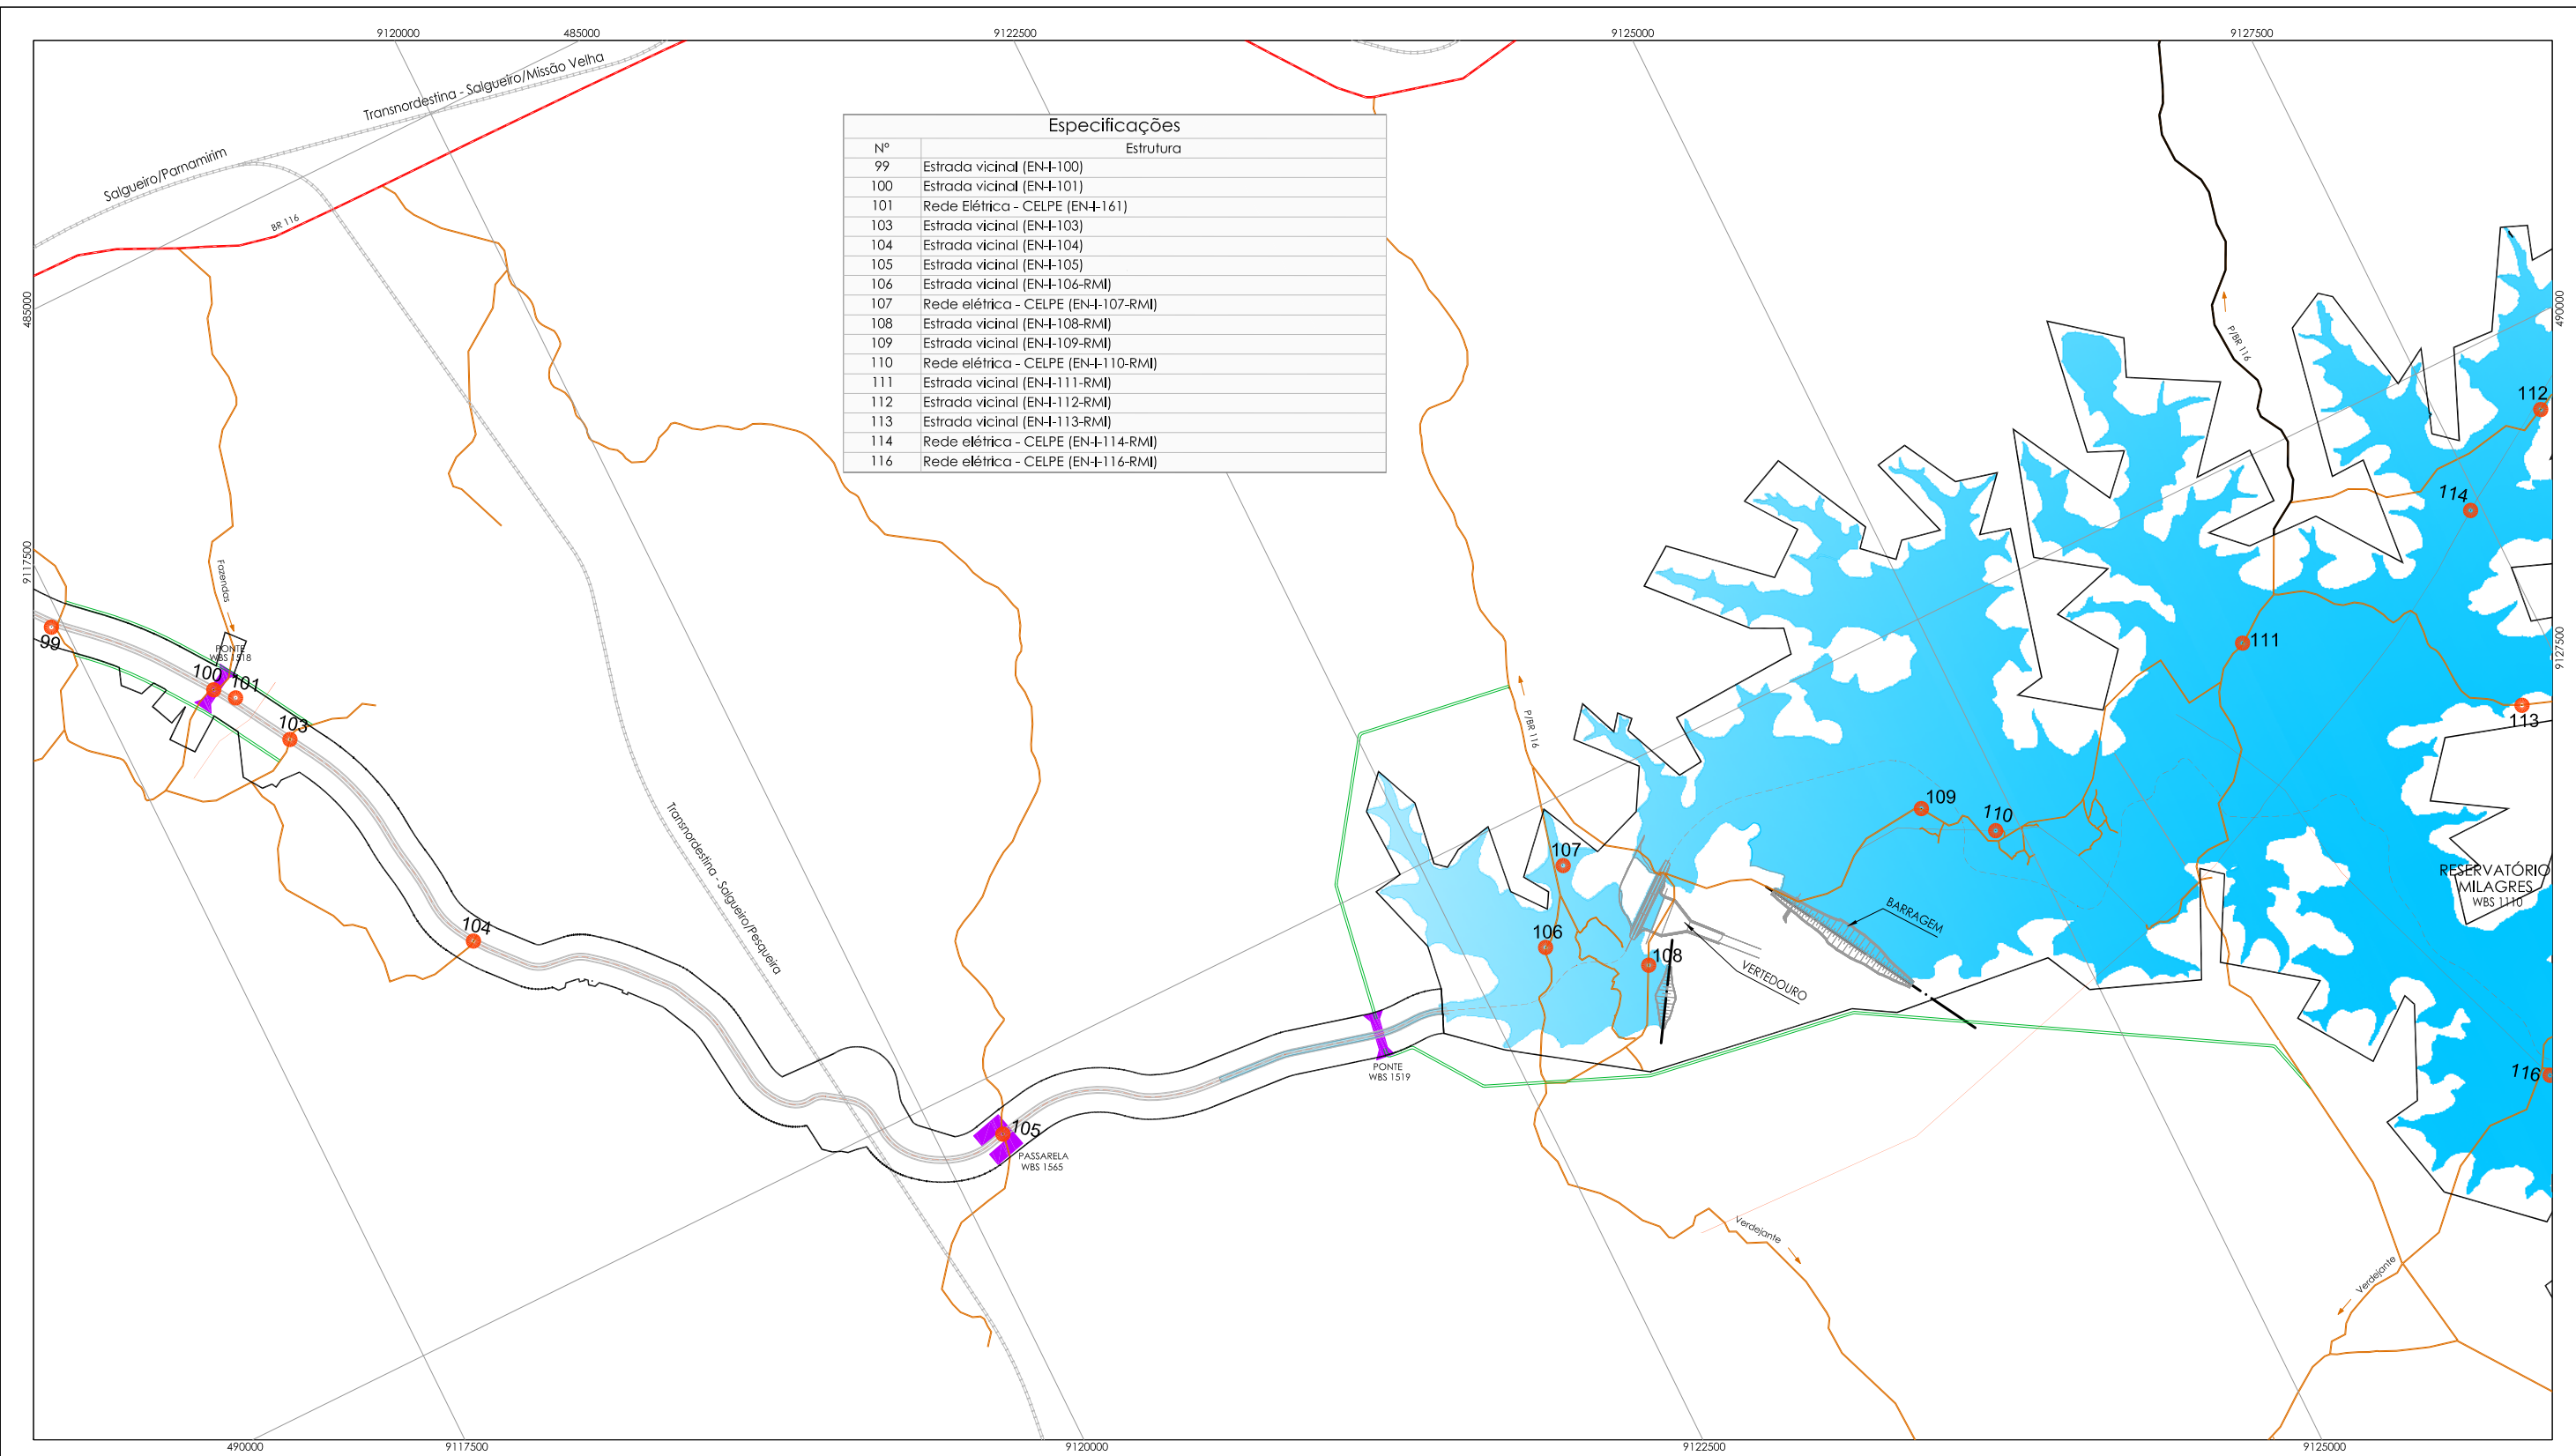 9120000
485000
9122500
9125000
9127500
Transnordestina - Salgueiro/Missão Velha
Salgueiro/Parnamirim
BR 116
Especificações
Nº Estrutura
99 Estrada vicinal (EN-I-100)
100 Estrada vicinal (EN-I-101)
101 Rede Elétrica - CELPE (EN-I-161)
103 Estrada vicinal (EN-I-103)
104 Estrada vicinal (EN-I-104)
105 Estrada vicinal (EN-I-105)
106 Estrada vicinal (EN-I-106-RMI)
107 Rede elétrica - CELPE (EN-I-107-RMI)
108 Estrada vicinal (EN-I-108-RMI)
109 Estrada vicinal (EN-I-109-RMI)
110 Rede elétrica - CELPE (EN-I-110-RMI)
111 Estrada vicinal (EN-I-111-RMI)
112 Estrada vicinal (EN-I-112-RMI)
113 Estrada vicinal (EN-I-113-RMI)
114 Rede elétrica - CELPE (EN-I-114-RMI)
116 Rede elétrica - CELPE (EN-I-116-RMI)
485000
490000
P/BR 116
112
114
9117500
Fazendas
99
PONTE
WBS 1518
100
101
103
111
9127500
113
P/BR 116
Transnordestina - Salgueiro/Pesqueira
109
110
107
RESERVATÓRIO
MILAGRES
WBS 1110
BARRAGEM
104
106
108
VERTEDOURO
PONTE
WBS 1519
116
105
PASSARELA
WBS 1565
Verdejante
Verdejante
490000
9117500
9120000
9122500
9125000